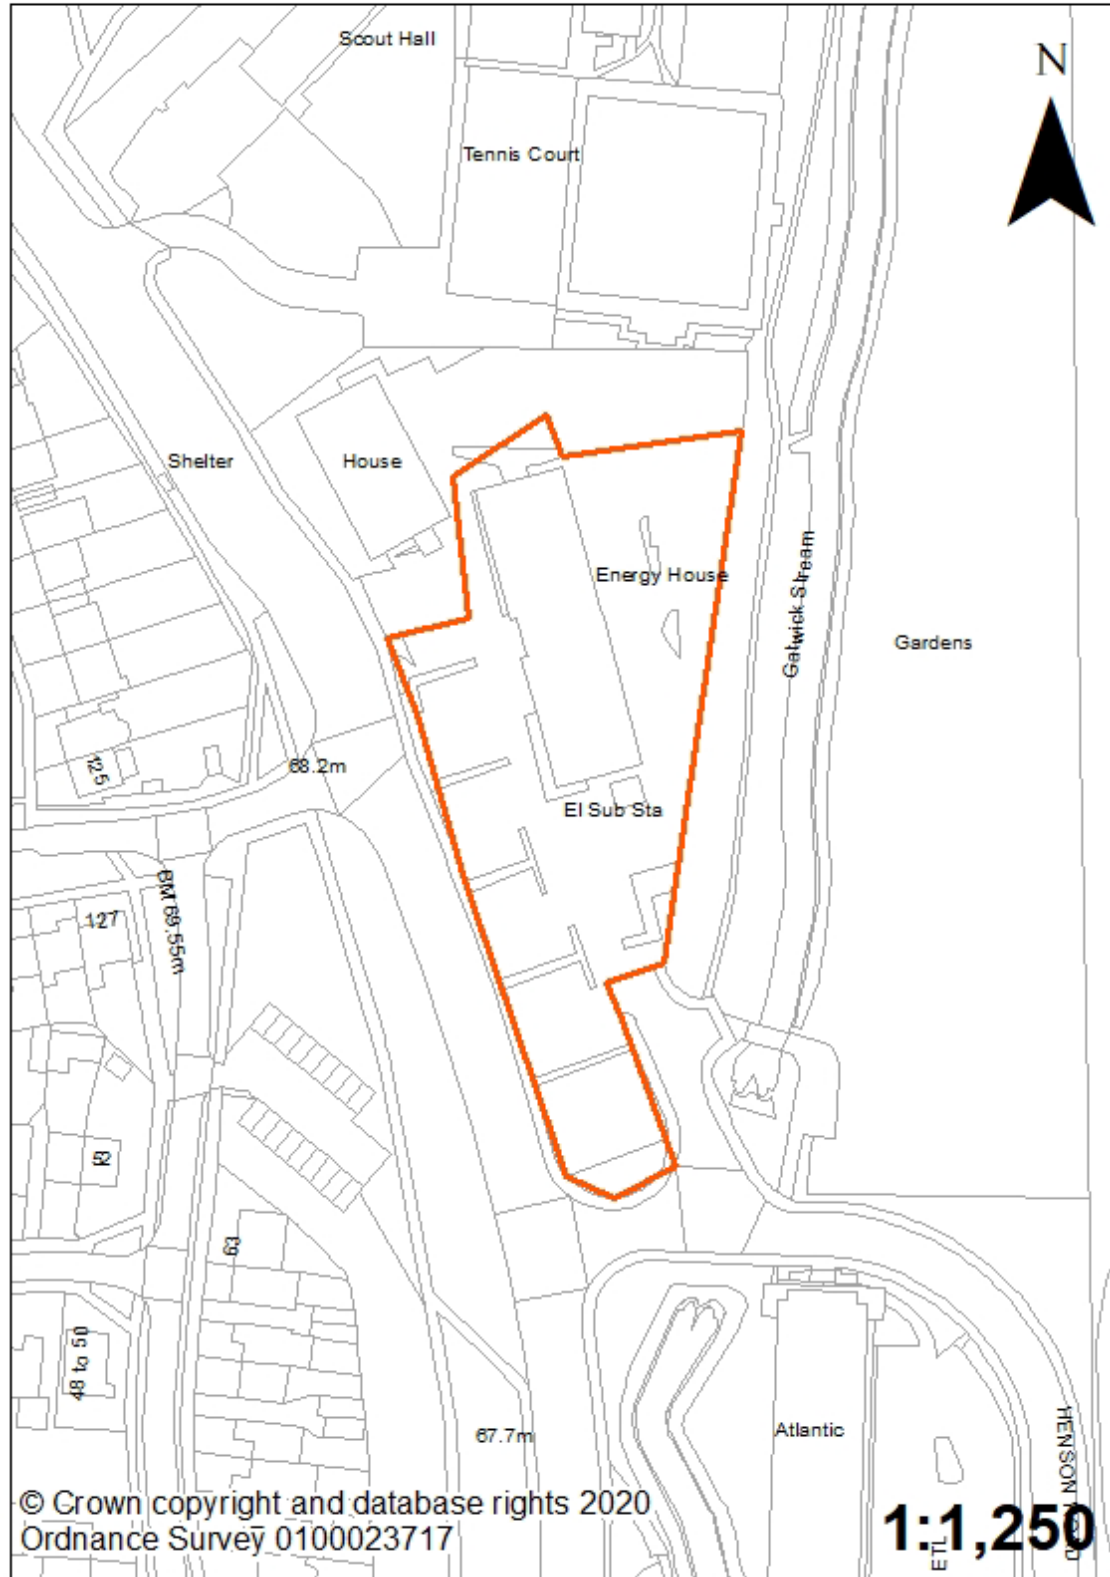 Scout Hall
N
Tennis Court
Shelter
House
Energy House
Gatwick Stream
Gardens
125
68.2m
El Sub Sta
127
BM 69.55m
63
48 to 50
67.7m
Atlantic
HENSON ROAD
ETL
© Crown copyright and database rights 2020
Ordnance Survey 0100023717
1:1,250